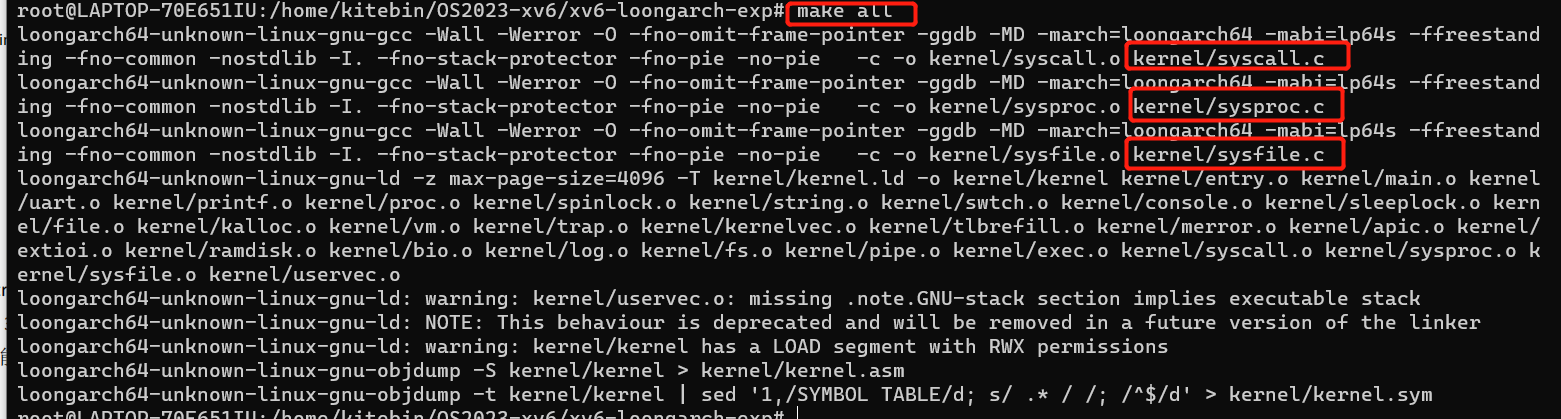 root@LAPTOP-70E651IU:/home/kitebin/OS2023-xv6/xv6-loongarch-exp# make all
loongarch64-unknown-linux-gnu-gcc -Wall -Werror -O -fno-omit-frame-pointer -ggdb -MD -march=loongarch64 -mabi=lp64s -ffreestand
ing -fno-common -nostdlib -I. -fno-stack-protector -fno-pie -no-pie   -c -o kernel/syscall.o kernel/syscall.c
loongarch64-unknown-linux-gnu-gcc -Wall -Werror -O -fno-omit-frame-pointer -ggdb -MD -march=loongarch64 -mabi=lp64s -ffreestand
ing -fno-common -nostdlib -I. -fno-stack-protector -fno-pie -no-pie   -c -o kernel/sysproc.o kernel/sysproc.c
loongarch64-unknown-linux-gnu-gcc -Wall -Werror -O -fno-omit-frame-pointer -ggdb -MD -march=loongarch64 -mabi=lp64s -ffreestand
ing -fno-common -nostdlib -I. -fno-stack-protector -fno-pie -no-pie   -c -o kernel/sysfile.o kernel/sysfile.c
loongarch64-unknown-linux-gnu-ld -z max-page-size=4096 -T kernel/kernel.ld -o kernel/kernel kernel/entry.o kernel/main.o kernel
/uart.o kernel/printf.o kernel/proc.o kernel/spinlock.o kernel/string.o kernel/swtch.o kernel/console.o kernel/sleeplock.o kern
el/file.o kernel/kalloc.o kernel/vm.o kernel/trap.o kernel/kernelvec.o kernel/tlbrefill.o kernel/merror.o kernel/apic.o kernel/
extioi.o kernel/ramdisk.o kernel/bio.o kernel/log.o kernel/fs.o kernel/pipe.o kernel/exec.o kernel/syscall.o kernel/sysproc.o k
ernel/sysfile.o kernel/uservec.o
loongarch64-unknown-linux-gnu-ld: warning: kernel/uservec.o: missing .note.GNU-stack section implies executable stack
loongarch64-unknown-linux-gnu-ld: NOTE: This behaviour is deprecated and will be removed in a future version of the linker
loongarch64-unknown-linux-gnu-ld: warning: kernel/kernel has a LOAD segment with RWX permissions
loongarch64-unknown-linux-gnu-objdump -S kernel/kernel > kernel/kernel.asm
loongarch64-unknown-linux-gnu-objdump -t kernel/kernel | sed '1,/SYMBOL TABLE/d; s/ .* / /; /^$/d' > kernel/kernel.sym
root@LAPTOP-70E651IU:/home/kitebin/OS2023-xv6/xv6-loongarch-exp#